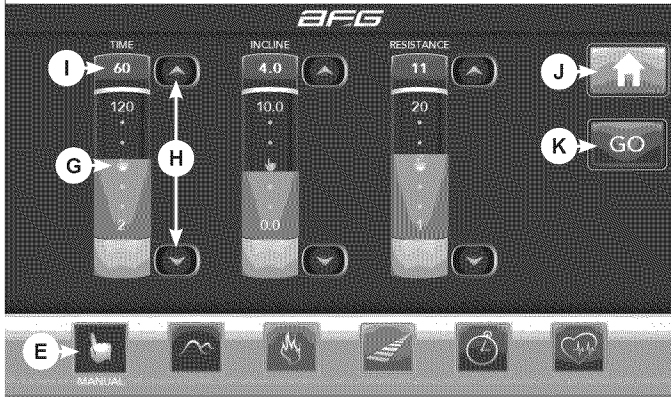 AFG
TIME INCLINE RESISTANCE
I 60 4.0 11 J
120 10.0 20
K GO
G H
2 0.0 1
E
MANUAL